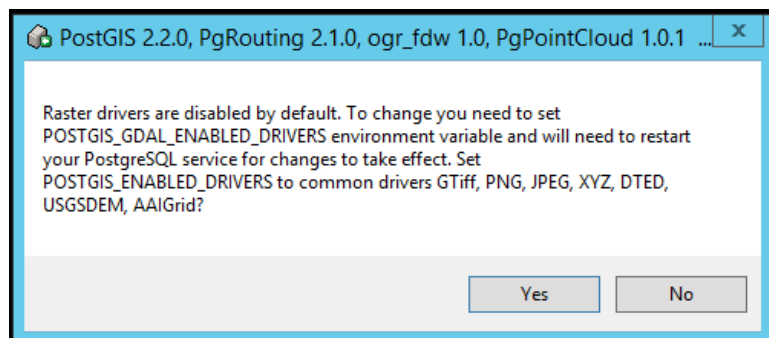 PostGIS 2.2.0, PgRouting 2.1.0, ogr_fdw 1.0, PgPointCloud 1.0.1 ... x
Raster drivers are disabled by default. To change you need to set
POSTGIS_GDAL_ENABLED_DRIVERS environment variable and will need to restart
your PostgreSQL service for changes to take effect. Set
POSTGIS_ENABLED_DRIVERS to common drivers GTiff, PNG, JPEG, XYZ, DTED,
USGSDEM, AAIGrid?
Yes No